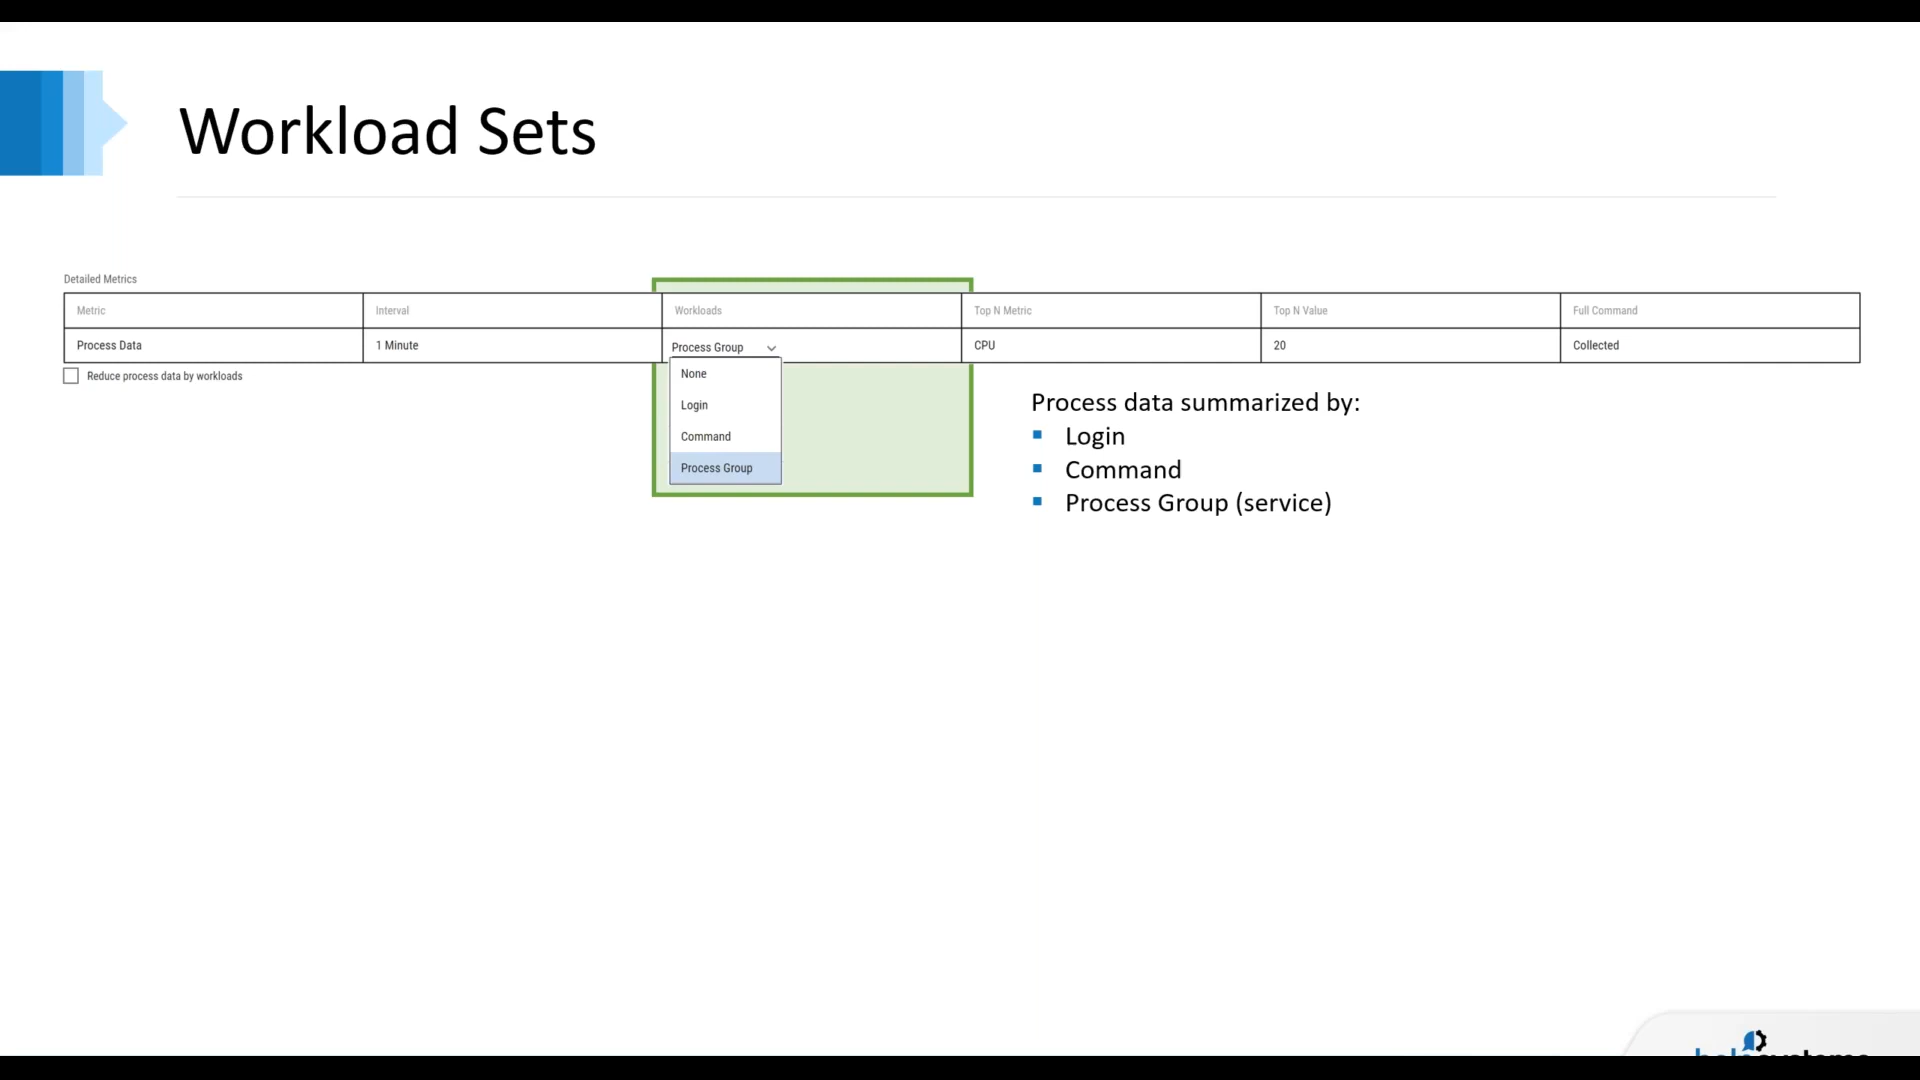 Workload Sets
Detailed Metrics
Metric Interval Workloads Top N Metric Top N Value Full Command
Process Data 1 Minute Process Group CPU 20 Collected
Reduce process data by workloads
None
Login
Command
Process Group
Process data summarized by:
Login
Command
Process Group (service)